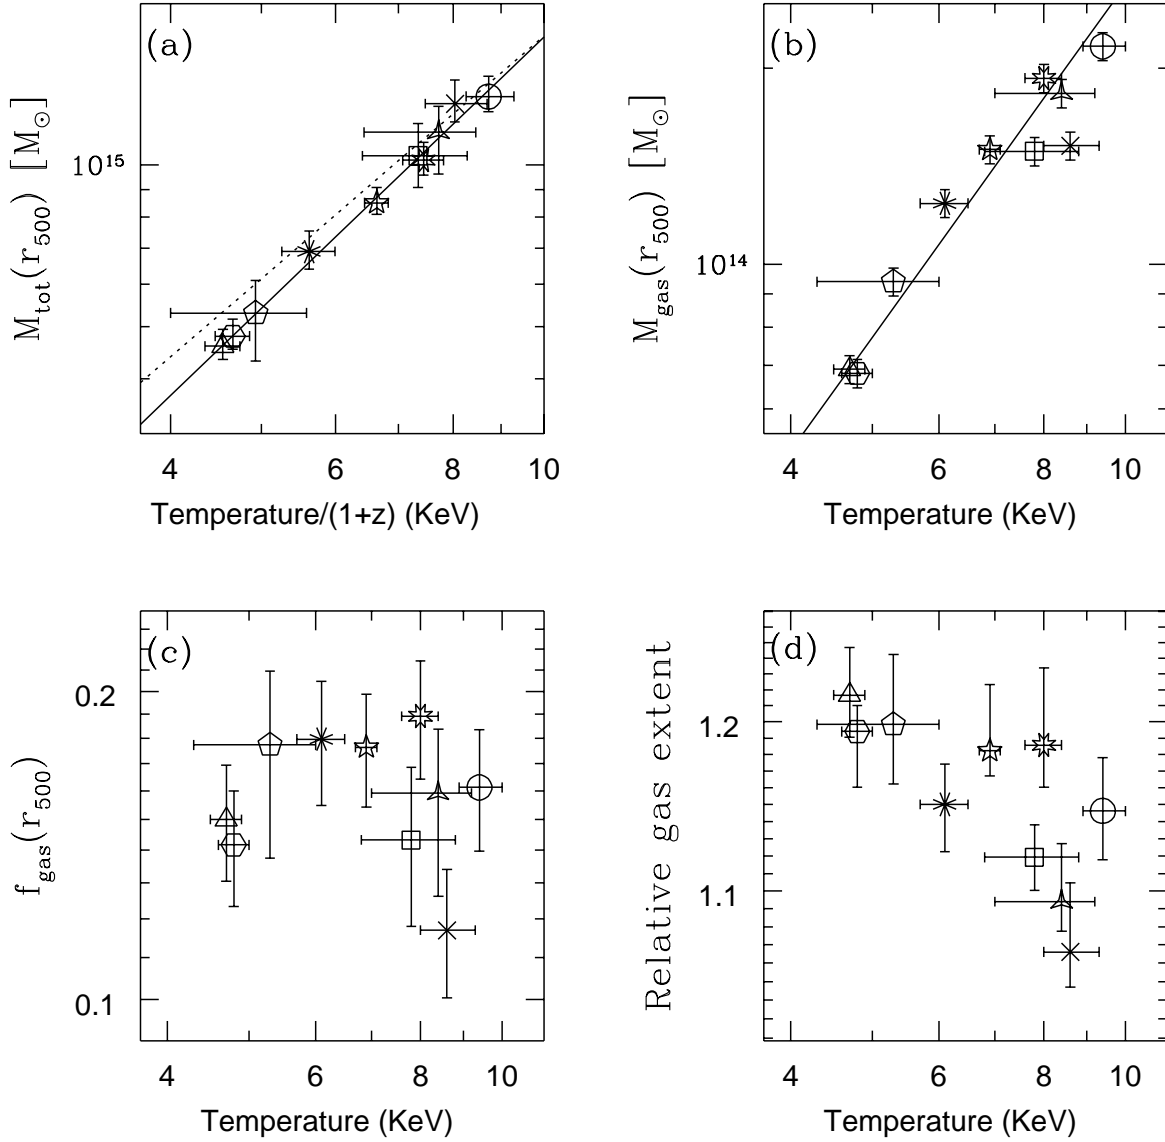 (a)
M_tot(r_500) [M_⊙]
10^15
4 6 8 10
Temperature/(1+z) (KeV)
(b)
M_gas(r_500) [M_⊙]
10^14
4 6 8 10
Temperature (KeV)
(c)
f_gas(r_500)
0.2
0.1
4 6 8 10
Temperature (KeV)
(d)
Relative gas extent
1.2
1.1
4 6 8 10
Temperature (KeV)